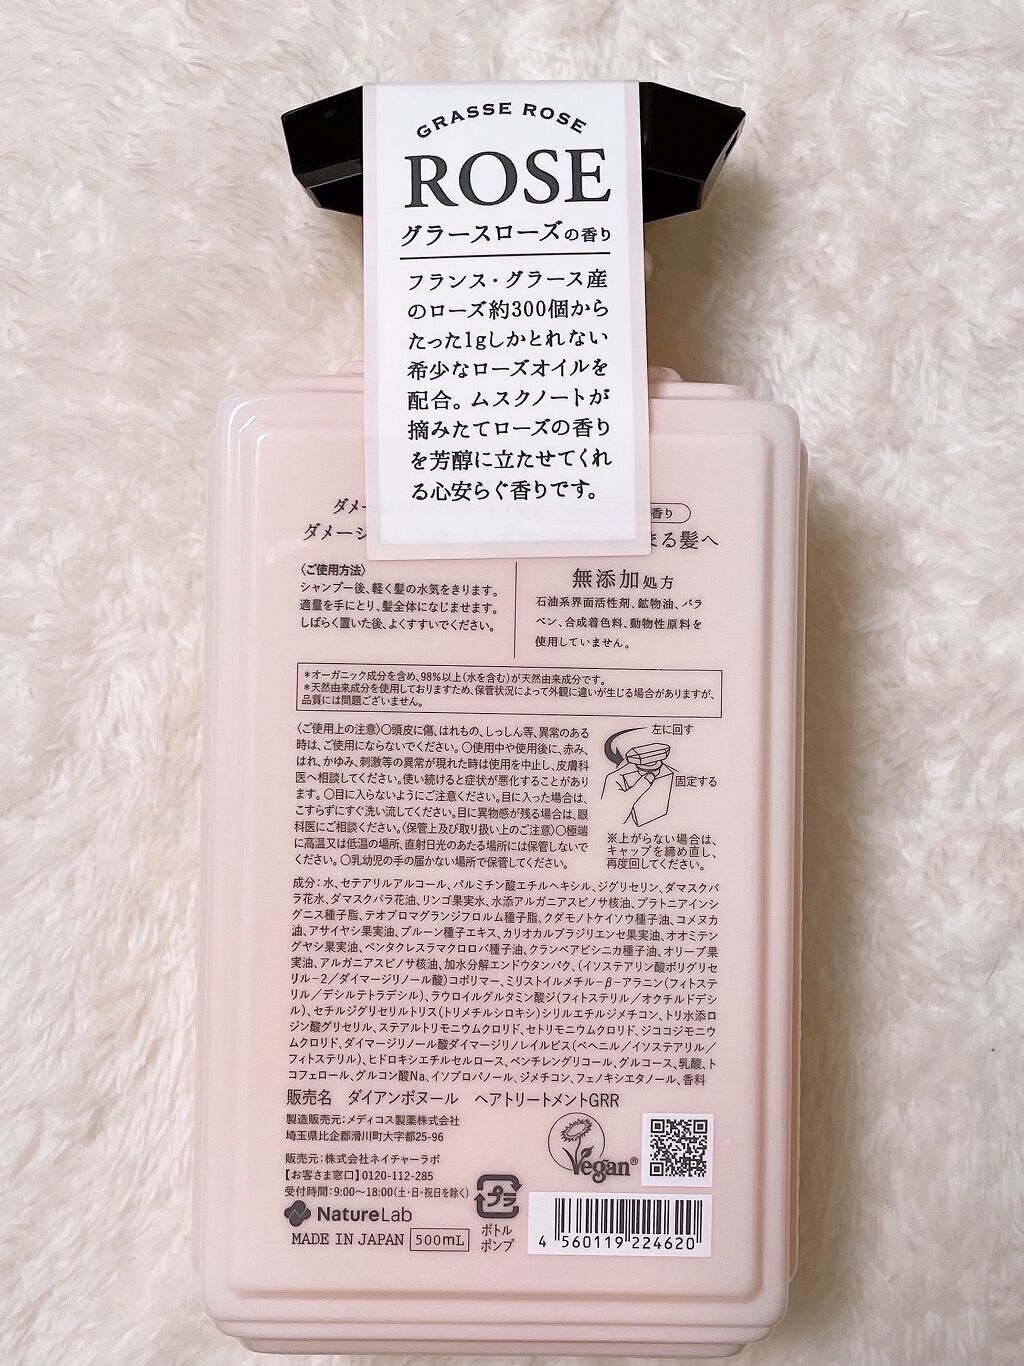 GRASSE ROSE
ROSE
グラースローズの香り
フランス・グラース産
のローズ約300個から
たった1gしかとれない
希少なローズオイルを
配合。ムスクノートが
摘みたてローズの香り
を芳醇に立たせてくれ
る心安らぐ香りです。
ダメー
香り
ダメーシ
まる髪へ
〈ご使用方法〉
シャンプー後、軽く髪の水気をきります。
適量を手にとり、髪全体になじませます。
しばらく置いた後、よくすすいでください。
無添加処方
石油系界面活性剤、鉱物油、パラ
ベン、合成着色料、動物性原料を
使用していません。
*オーガニック成分を含め、98%以上(水を含む)が天然由来成分です。
*天然由来成分を使用しておりますため、保管状況によって外観に違いが生じる場合がありますが、
品質には問題ございません。
〈ご使用上の注意〉○頭皮に傷、はれもの、しっしん等、異常のある
時は、ご使用にならないでください。○使用中や使用後に、赤み、
はれ、かゆみ、刺激等の異常が現れた時は使用を中止し、皮膚科
医へ相談してください。使い続けると症状が悪化することがあり
ます。○目に入らないようにご注意ください。目に入った場合は、
こすらずにすぐ洗い流してください。目に異物感が残る場合は、眼
科医にご相談ください。〈保管上及び取り扱い上のご注意〉○極端
に高温又は低温の場所、直射日光のあたる場所には保管しないで
ください。○乳幼児の手の届かない場所で保管してください。
左に回す
固定する
※上がらない場合は、
キャップを締め直し、
再度回してください。
成分：水、セテアリルアルコール、パルミチン酸エチルヘキシル、ジグリセリン、ダマスクバ
ラ花水、ダマスクバラ花油、リンゴ果実水、水添アルガニアスピノサ核油、プラトニアインシ
グニス種子脂、テオブロマグランジフロルム種子脂、クダモノトケイソウ種子油、コメヌカ
油、アサイヤシ果実油、プルーン種子エキス、カリオカルブラジリエンセ果実油、オオミテン
グヤシ果実油、ペンタクレスラマクロロバ種子油、クランベアビシニカ種子油、オリーブ果
実油、アルガニアスピノサ核油、加水分解エンドウタンパク、(イソステアリン酸ポリグリセ
リル-2/ダイマージリノール酸)コポリマー、ミリストイルメチル-β-アラニン(フィトステ
リル/デシルテトラデシル)、ラウロイルグルタミン酸ジ(フィトステリル/オクチルドデシ
ル)、セチルジグリセリルトリス(トリメチルシロキシ)シリルエチルジメチコン、トリ水添ロ
ジン酸グリセリル、ステアルトリモニウムクロリド、セトリモニウムクロリド、ジココジモニウ
ムクロリド、ダイマージリノール酸ダイマージリノレイルビス(ベヘニル/イソステアリル/
フィトステリル)、ヒドロキシエチルセルロース、ペンチレングリコール、グルコース、乳酸、ト
コフェロール、グルコン酸Na、イソプロパノール、ジメチコン、フェノキシエタノール、香料
販売名 ダイアンボヌール ヘアトリートメントGRR
製造販売元：メディコス製薬株式会社
埼玉県比企郡滑川町大字都25-96
販売元：株式会社ネイチャーラボ
【お客さま窓口】0120-112-285
受付時間：9:00〜18:00(土・日・祝日を除く)
NatureLab
MADE IN JAPAN 500mL
プラ
ボトル
ポンプ
Vegan®
4 560119 224620